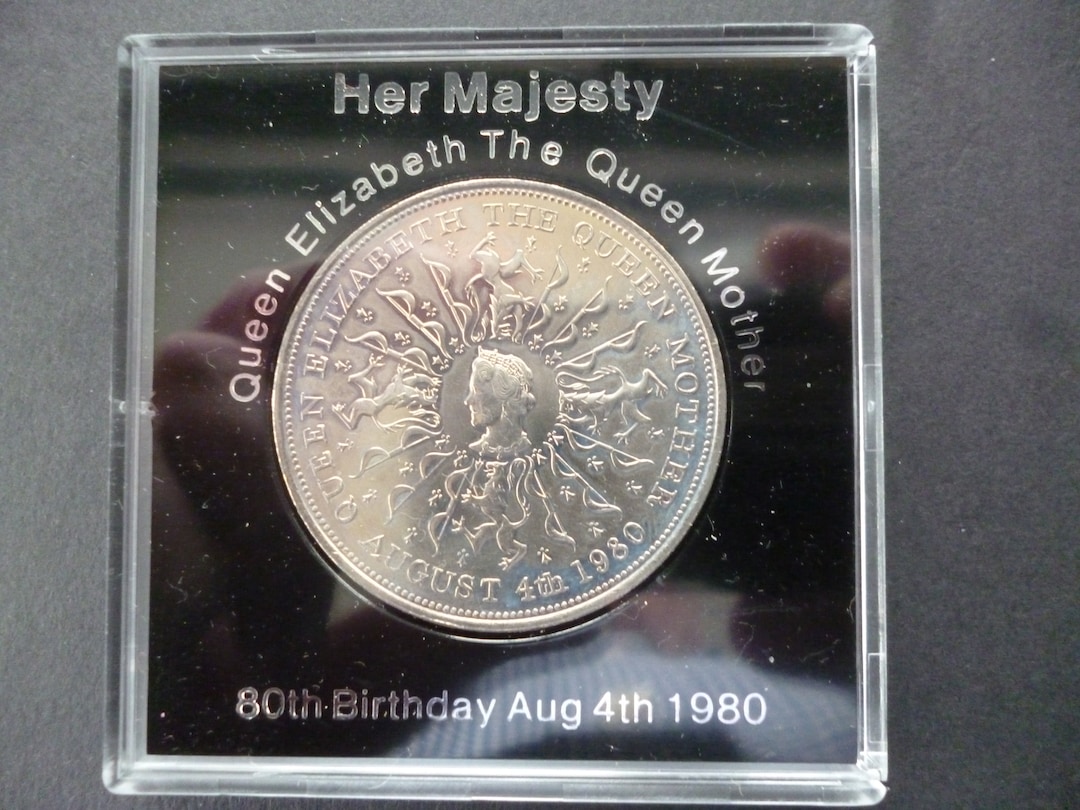 Her Majesty
Queen Elizabeth The Queen Mother
QUEEN ELIZABETH THE QUEEN MOTHER
AUGUST 4th 1980
80th Birthday Aug 4th 1980